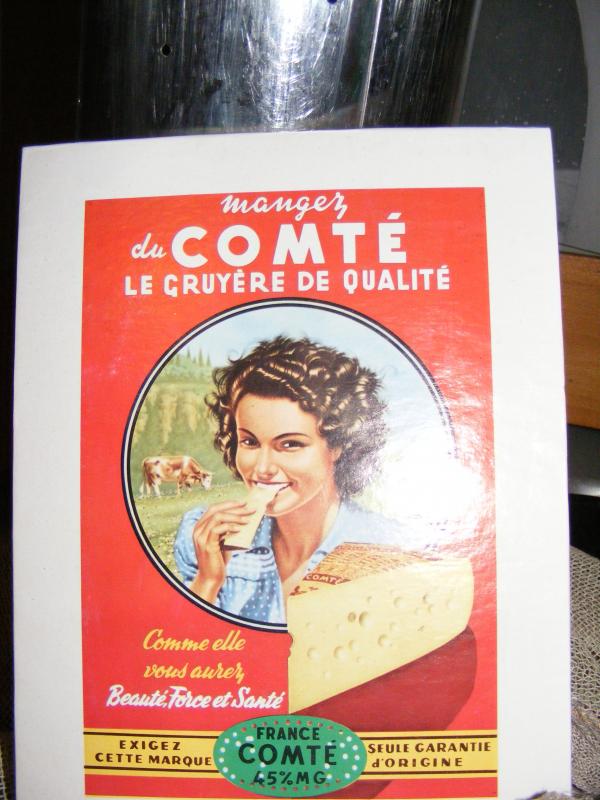 mangez
du COMTÉ
LE GRUYÈRE DE QUALITÉ
COMTÉ
Comme elle
vous aurez
Beauté, Force et Santé
EXIGEZ
CETTE MARQUE
FRANCE
COMTÉ
45% MG
SEULE GARANTIE
d'ORIGINE